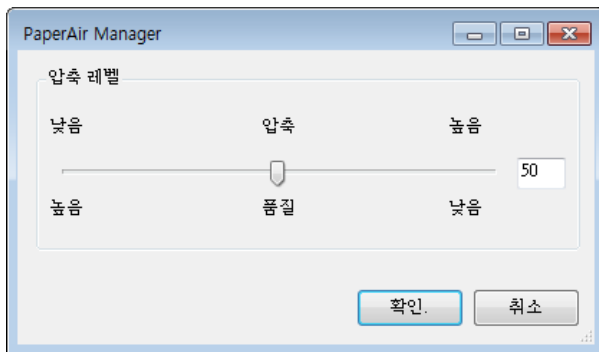 PaperAir Manager
압축 레벨
낮음 압축 높음
50
높음 품질 낮음
확인. 취소